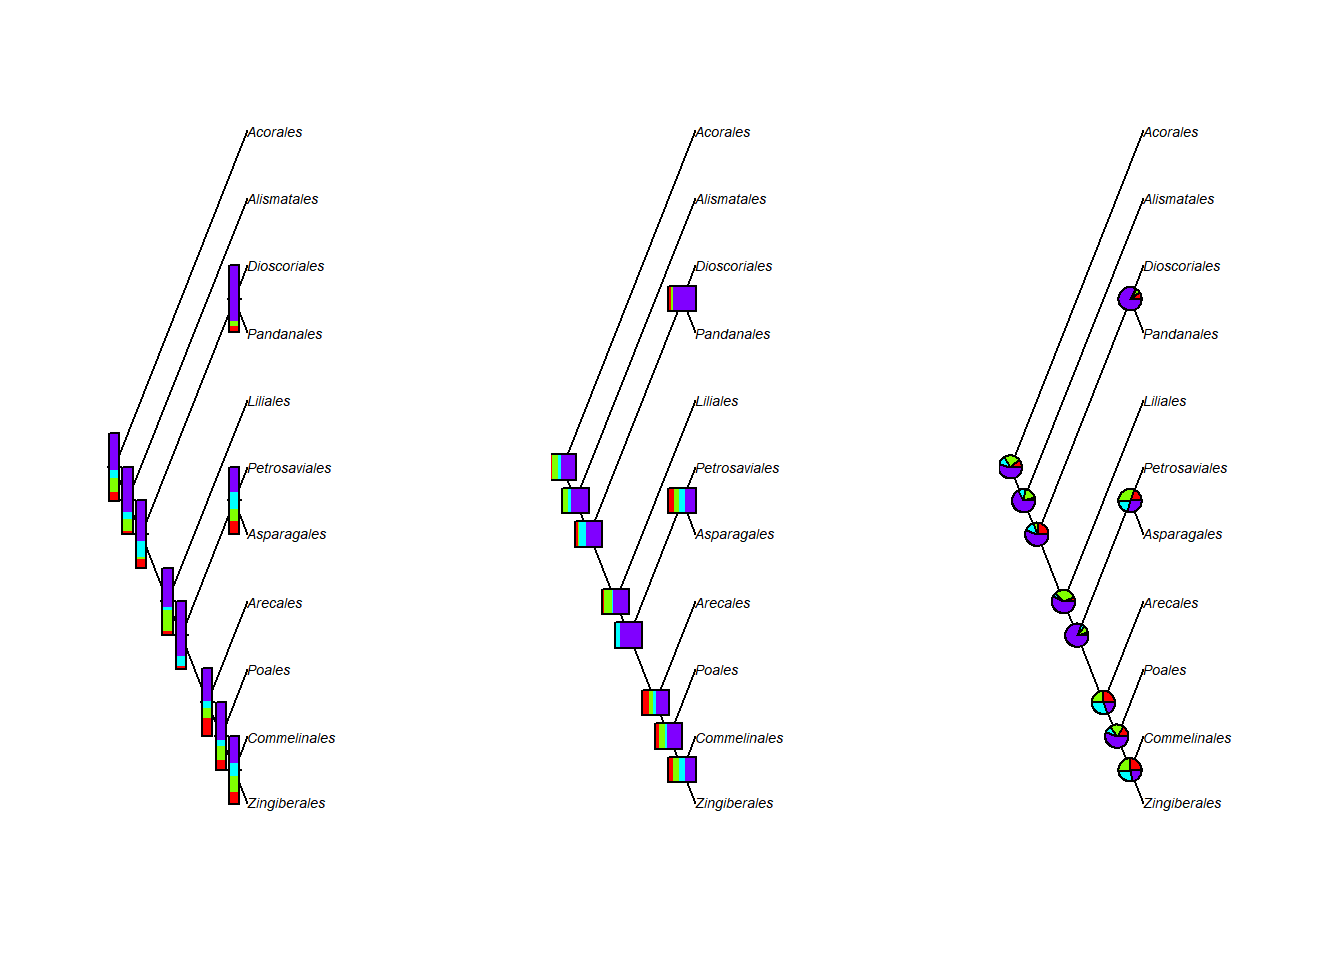 Acorales
Alismatales
Dioscoriales
Pandanales
Liliales
Petrosaviales
Asparagales
Arecales
Poales
Commelinales
Zingiberales
Acorales
Alismatales
Dioscoriales
Pandanales
Liliales
Petrosaviales
Asparagales
Arecales
Poales
Commelinales
Zingiberales
Acorales
Alismatales
Dioscoriales
Pandanales
Liliales
Petrosaviales
Asparagales
Arecales
Poales
Commelinales
Zingiberales